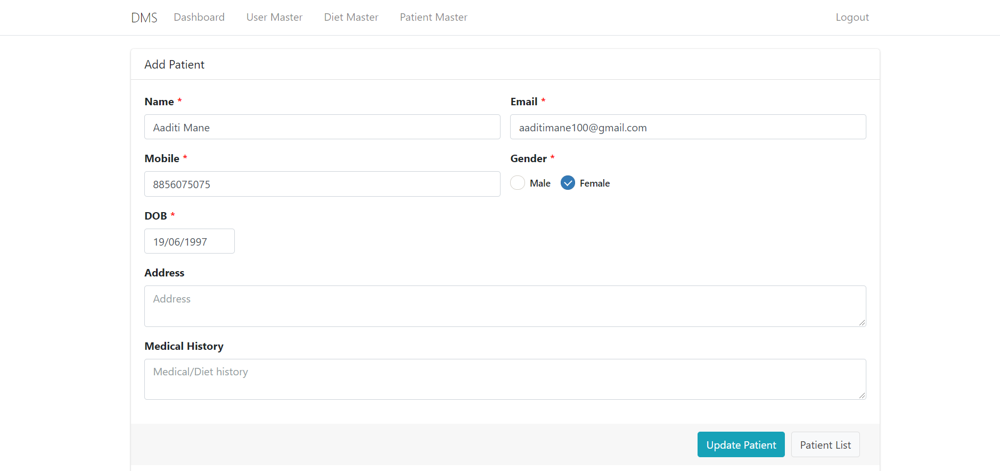 DMS Dashboard User Master Diet Master Patient Master Logout
Add Patient
Name * Email *
Aaditi Mane aaditimane100@gmail.com
Mobile * Gender *
8856075075 Male Female
DOB *
19/06/1997
Address
Address
Medical History
Medical/Diet history
Update Patient Patient List